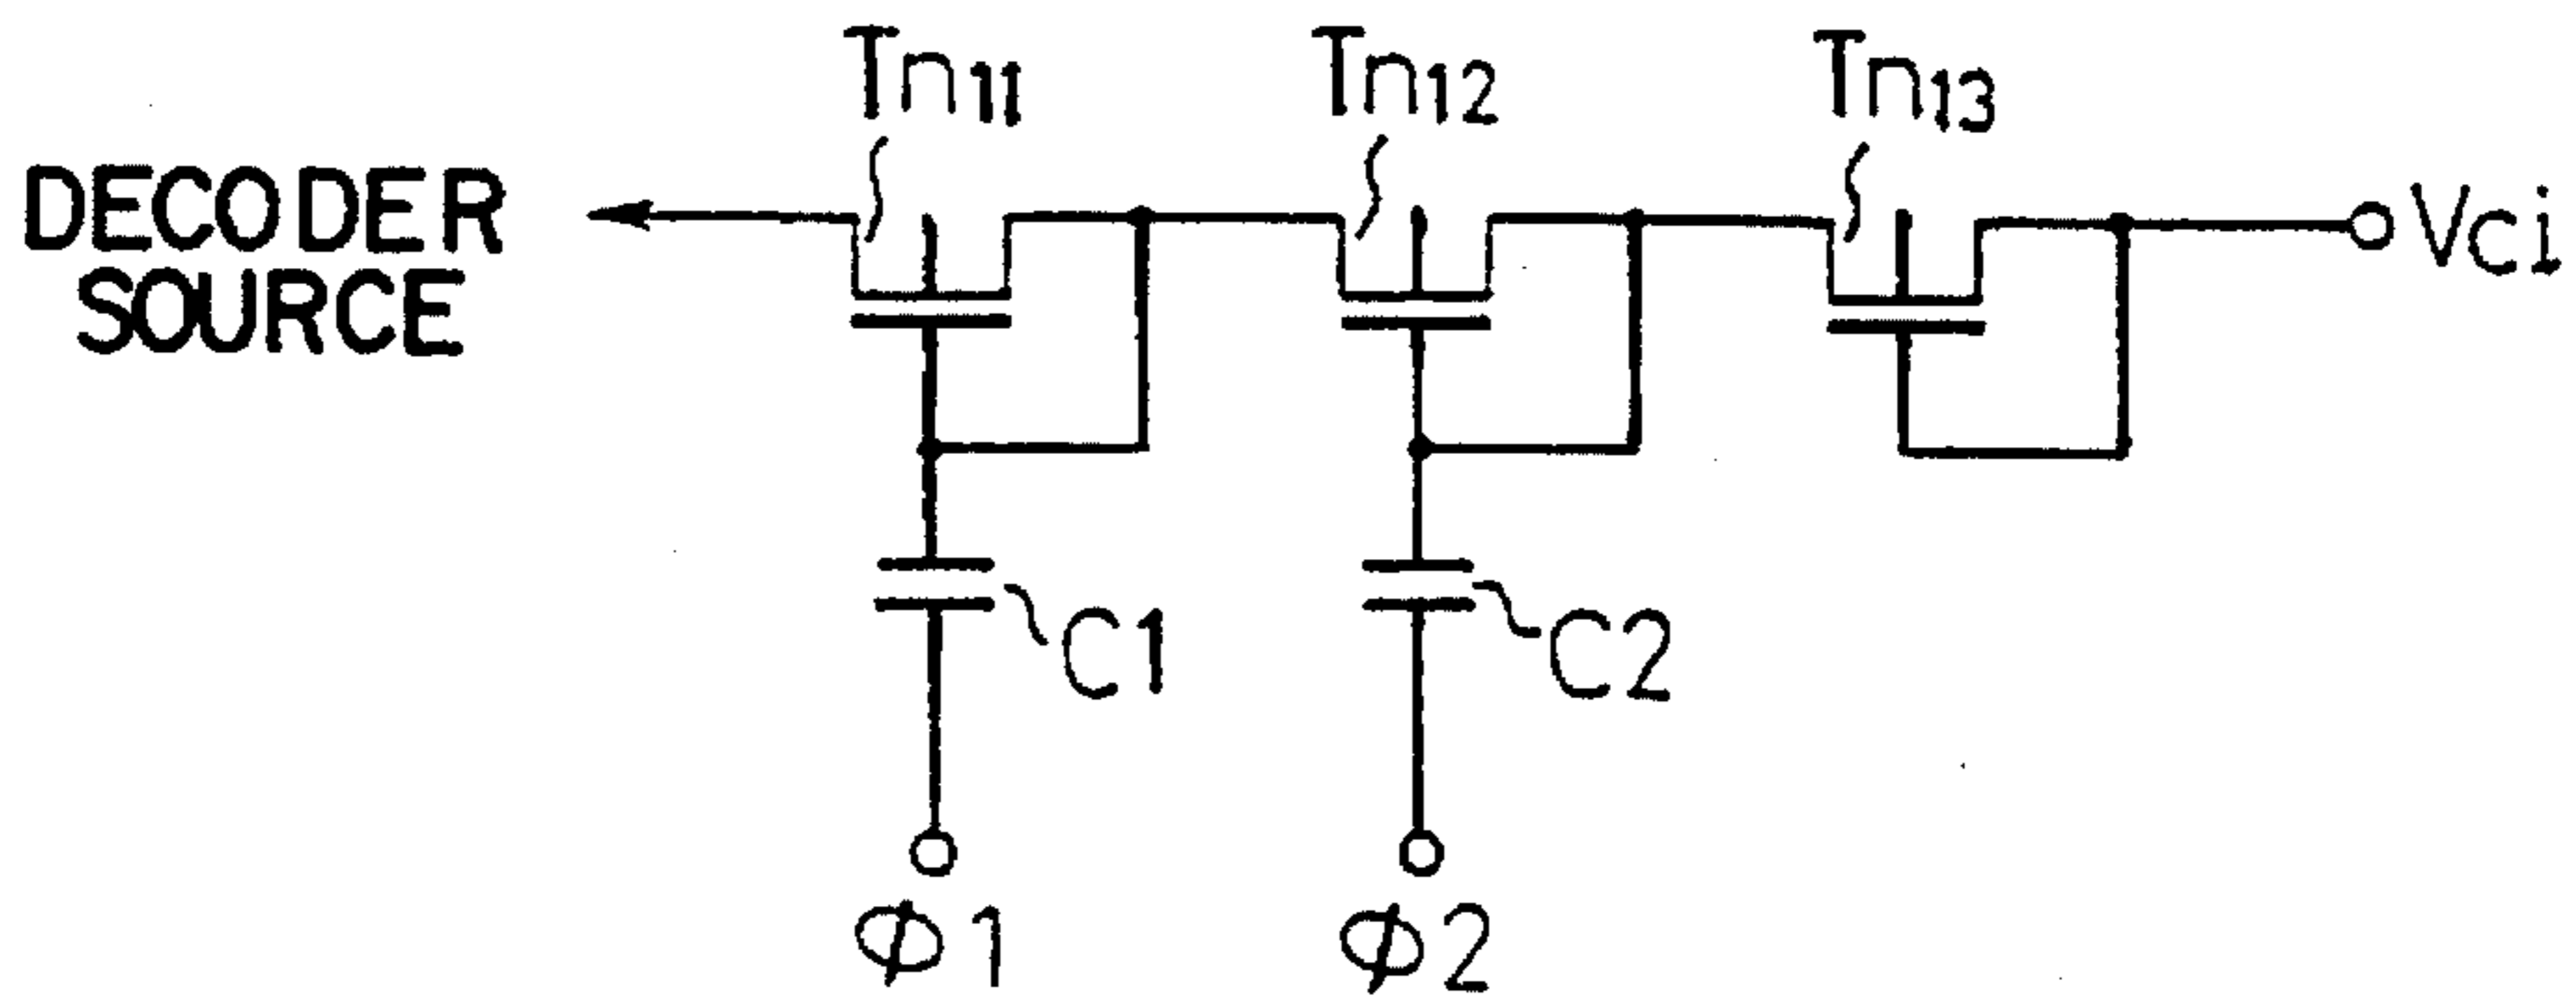 Tn11
Tn12
Tn13
DECODER
SOURCE
Vci
C1
C2
φ1
φ2